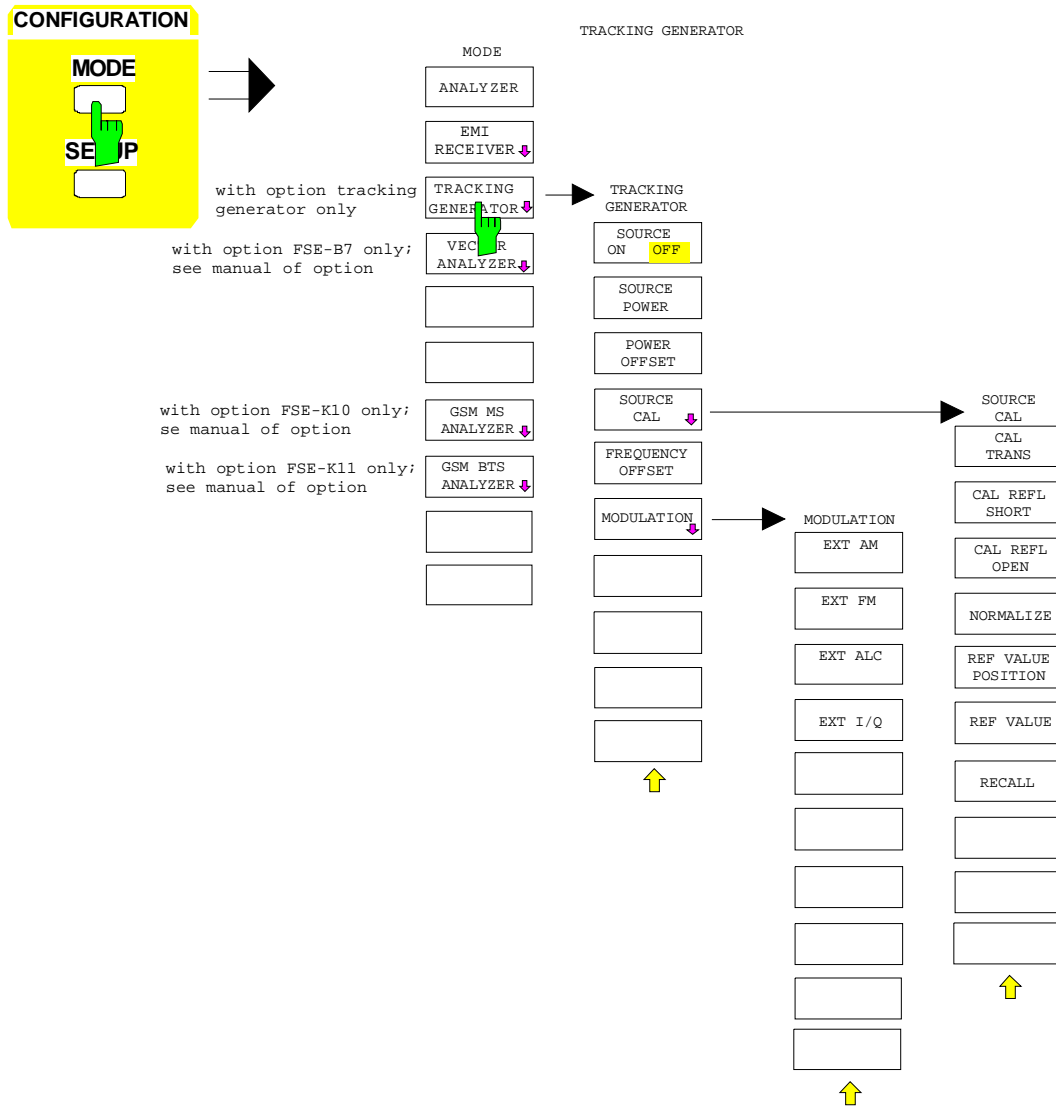 CONFIGURATION
MODE
SETUP
TRACKING GENERATOR
MODE
ANALYZER
EMI
RECEIVER
with option tracking
generator only
TRACKING
GENERATOR
with option FSE-B7 only;
see manual of option
VECTOR
ANALYZER
with option FSE-K10 only;
se manual of option
GSM MS
ANALYZER
with option FSE-K11 only;
see manual of option
GSM BTS
ANALYZER
TRACKING
GENERATOR
SOURCE
ON OFF
SOURCE
POWER
POWER
OFFSET
SOURCE
CAL
FREQUENCY
OFFSET
MODULATION
MODULATION
EXT AM
EXT FM
EXT ALC
EXT I/Q
SOURCE
CAL
CAL
TRANS
CAL REFL
SHORT
CAL REFL
OPEN
NORMALIZE
REF VALUE
POSITION
REF VALUE
RECALL